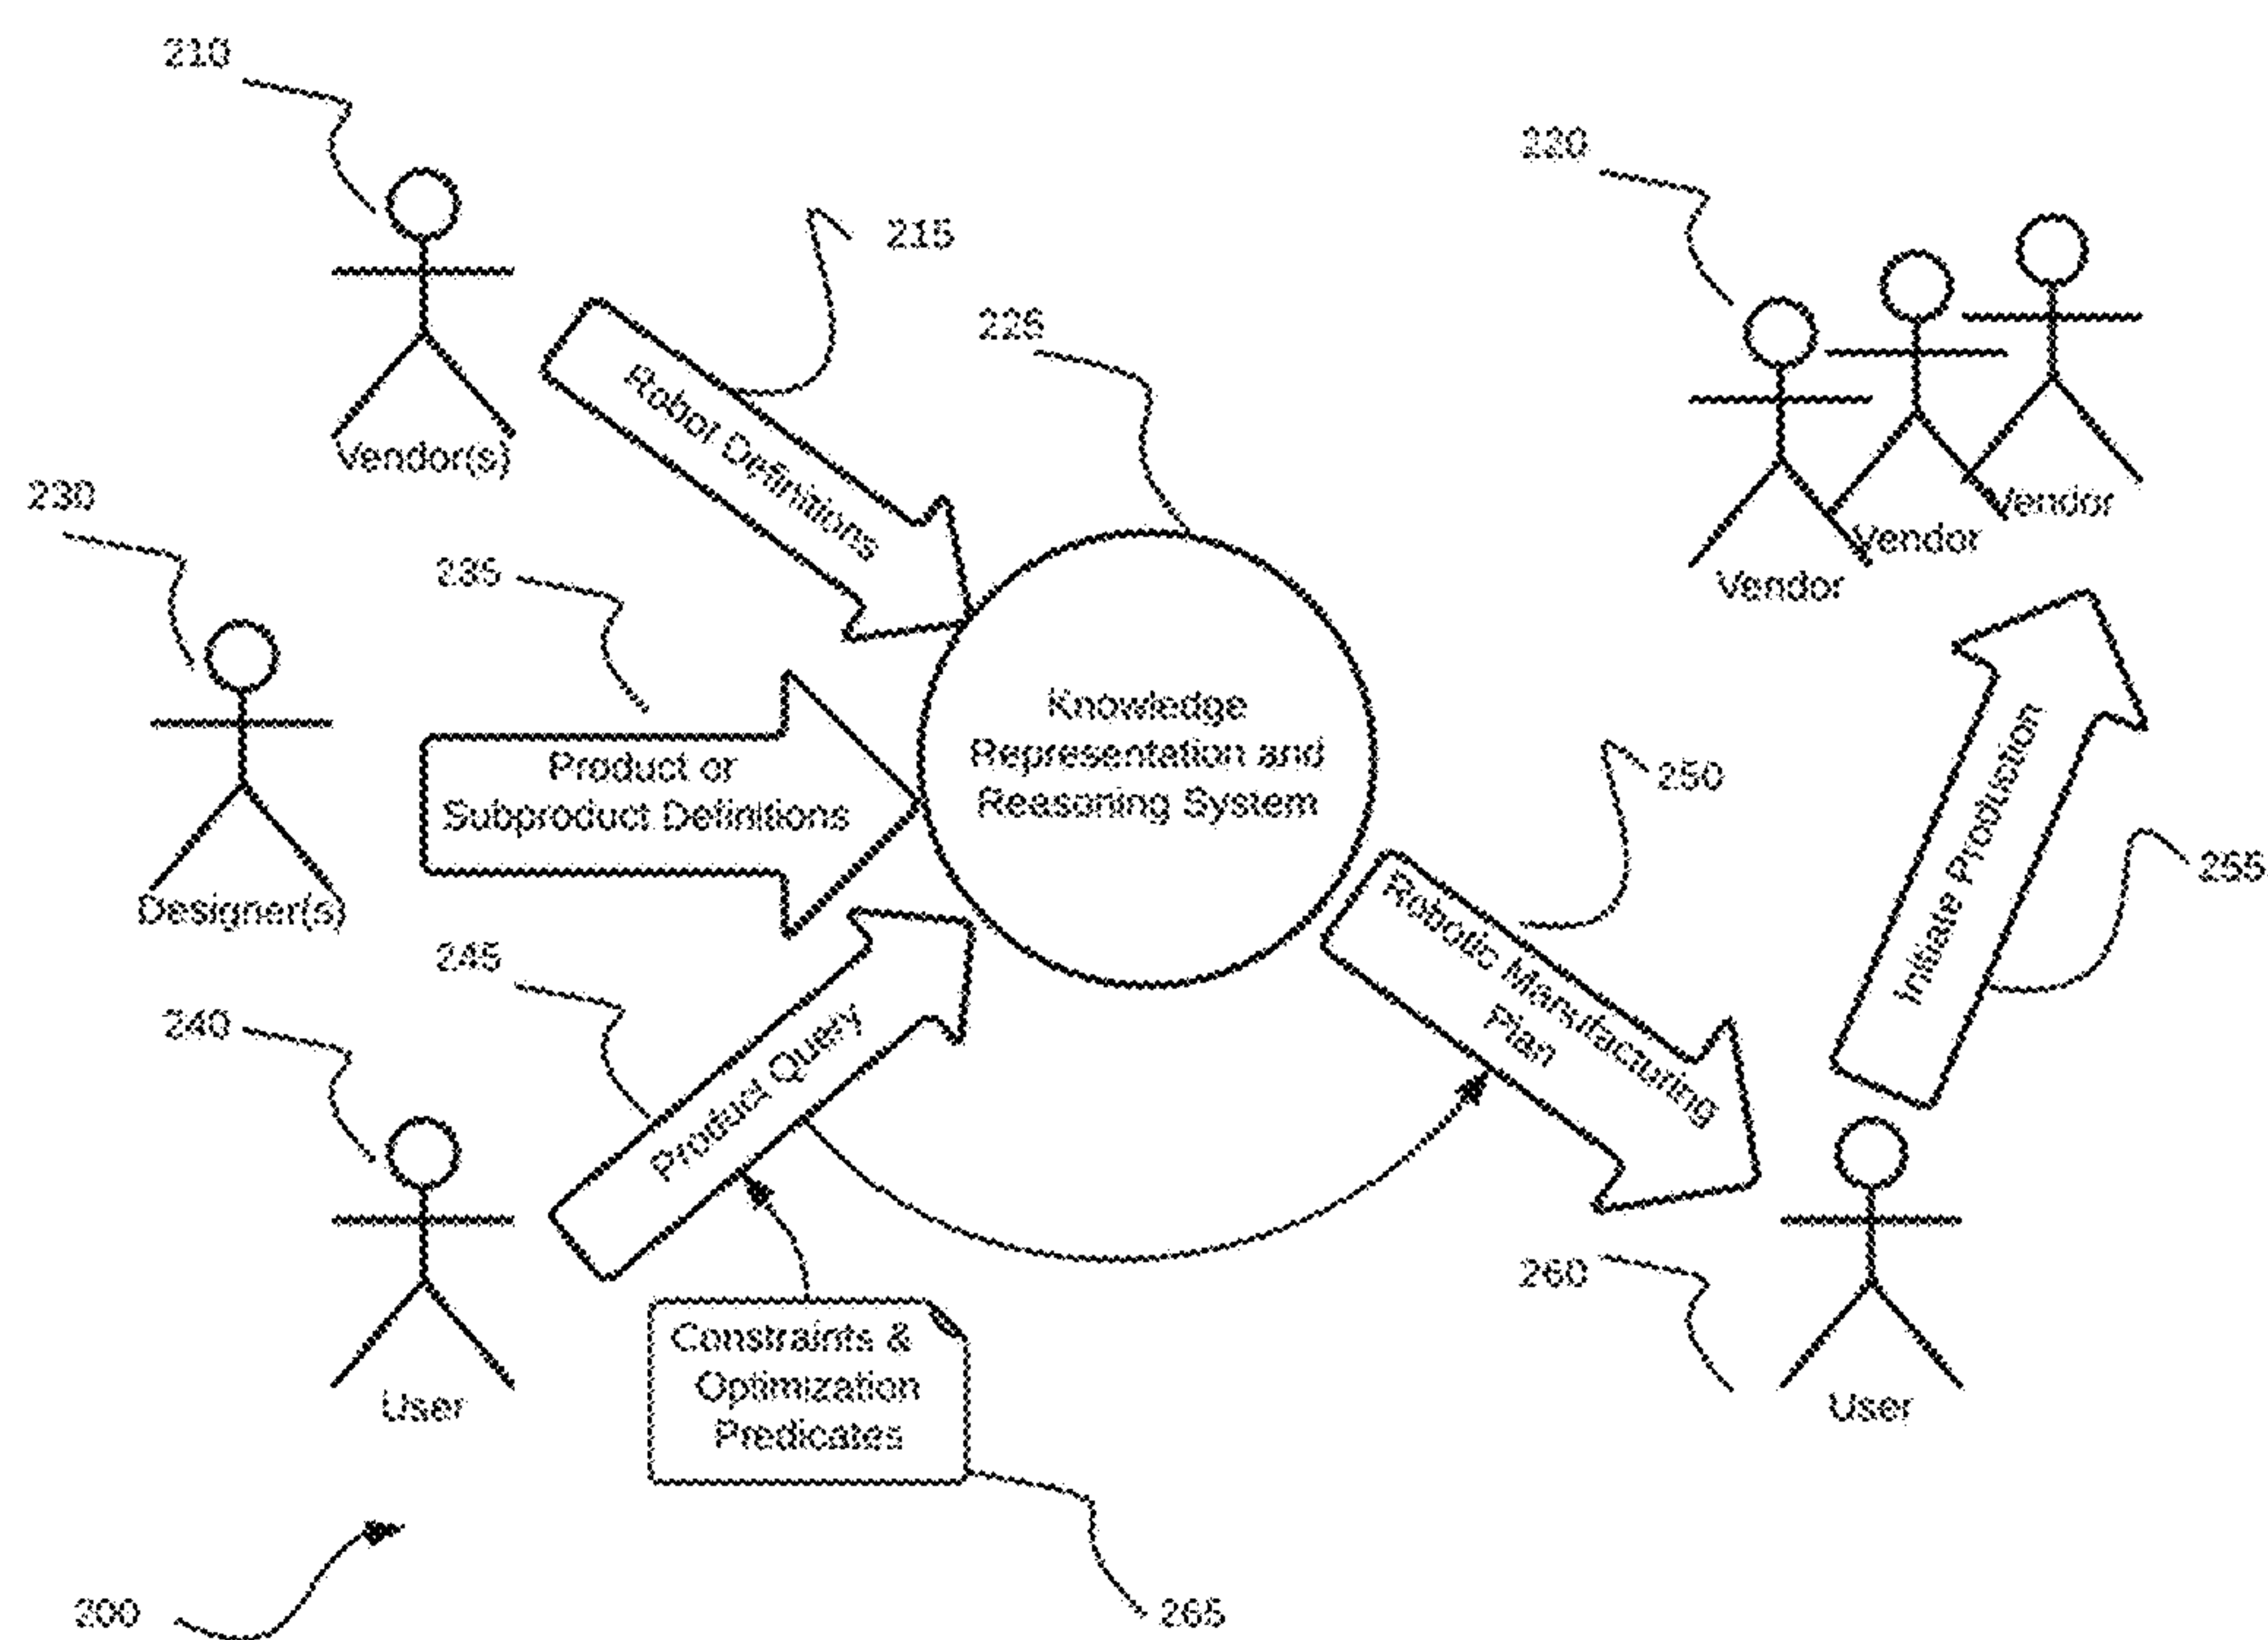 210
220
215
225
Vendor(s)
230
Robot Definitions
Vendor
Vendor
Vendor
235
Knowledge
Representation and
Reasoning System
Product or
Subproduct Definitions
250
Initiate Production
255
Designer(s)
245
Robotic Manufacturing
Plan
240
Product Query
260
User
User
Constraints &
Optimization
Predicates
200
265